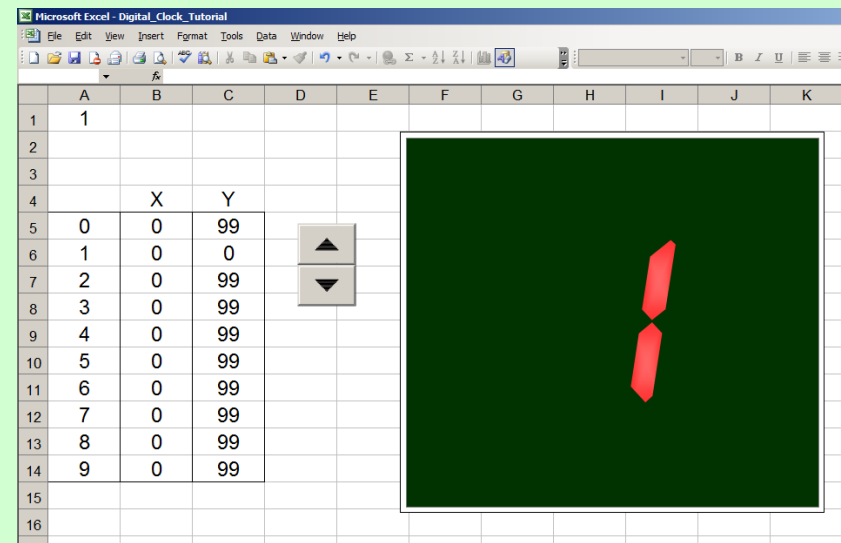 Microsoft Excel - Digital_Clock_Tutorial
File Edit View Insert Format Tools Data Window Help
ABC Σ A Z Z A B I U
fx
A B C D E F G H I J K
1 1
2
3
4 X Y
5 0 0 99
6 1 0 0
7 2 0 99
8 3 0 99
9 4 0 99
10 5 0 99
11 6 0 99
12 7 0 99
13 8 0 99
14 9 0 99
15
16
1